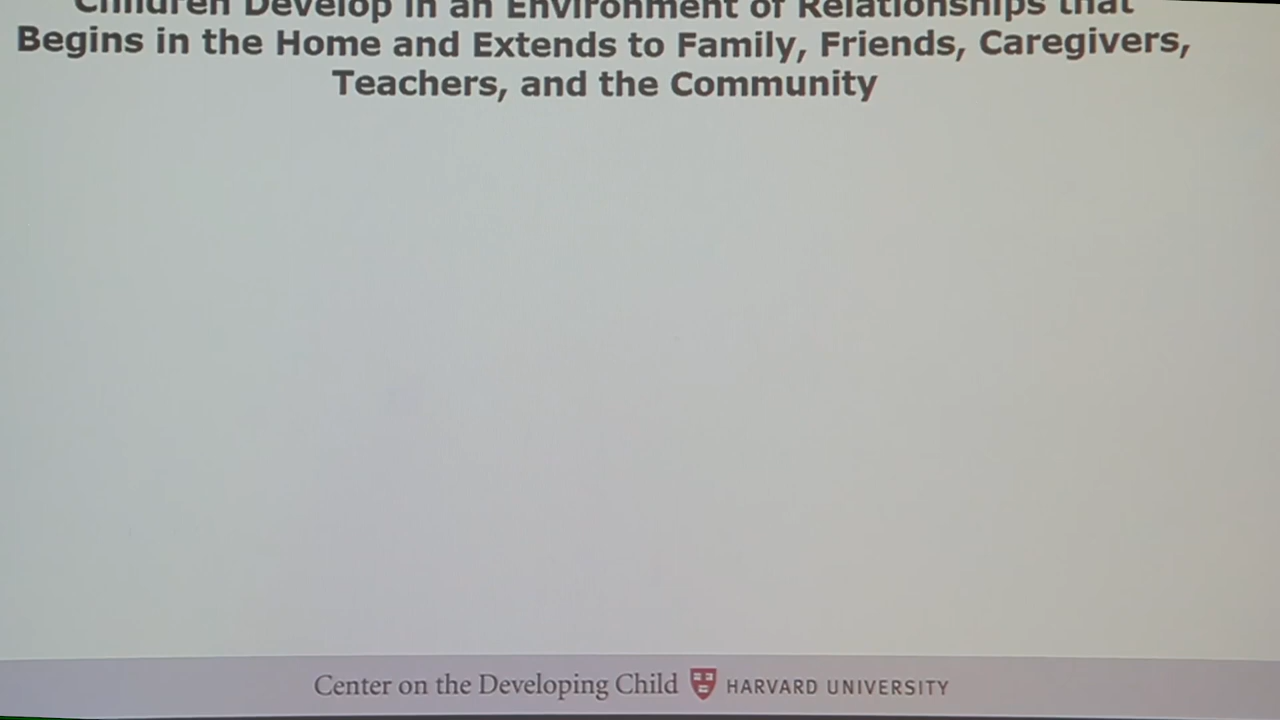 Children Develop in an Environment of Relationships that
Begins in the Home and Extends to Family, Friends, Caregivers,
Teachers, and the Community
Center on the Developing Child HARVARD UNIVERSITY